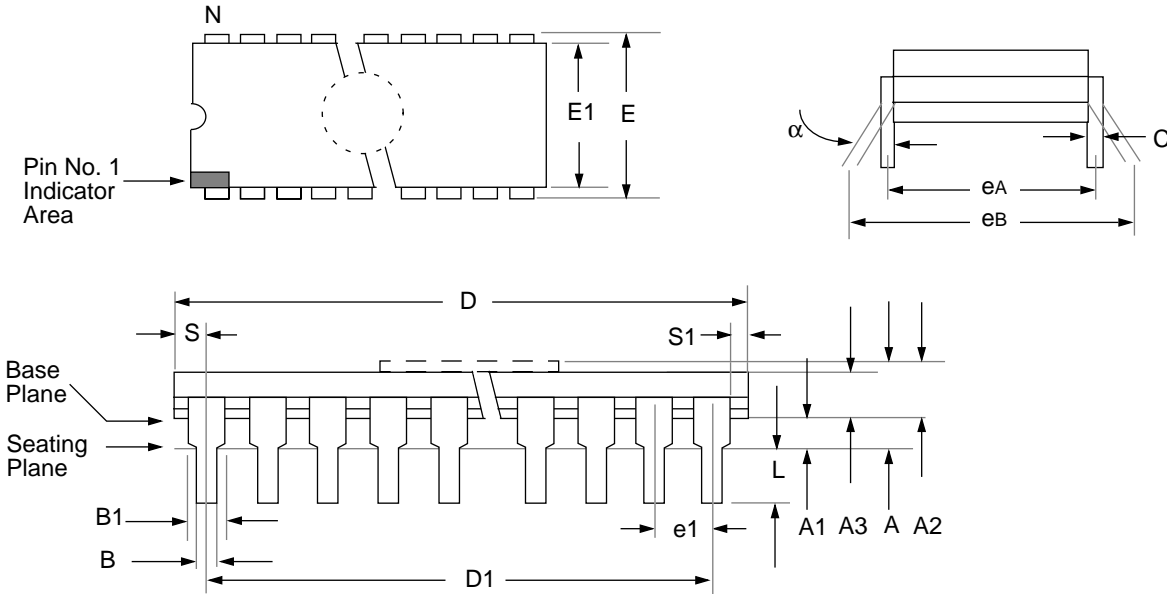 N
E1
E
Pin No. 1
Indicator
Area
α
C
eA
eB
D
S
S1
Base
Plane
Seating
Plane
L
B1
e1
A1
A3
A
A2
B
D1